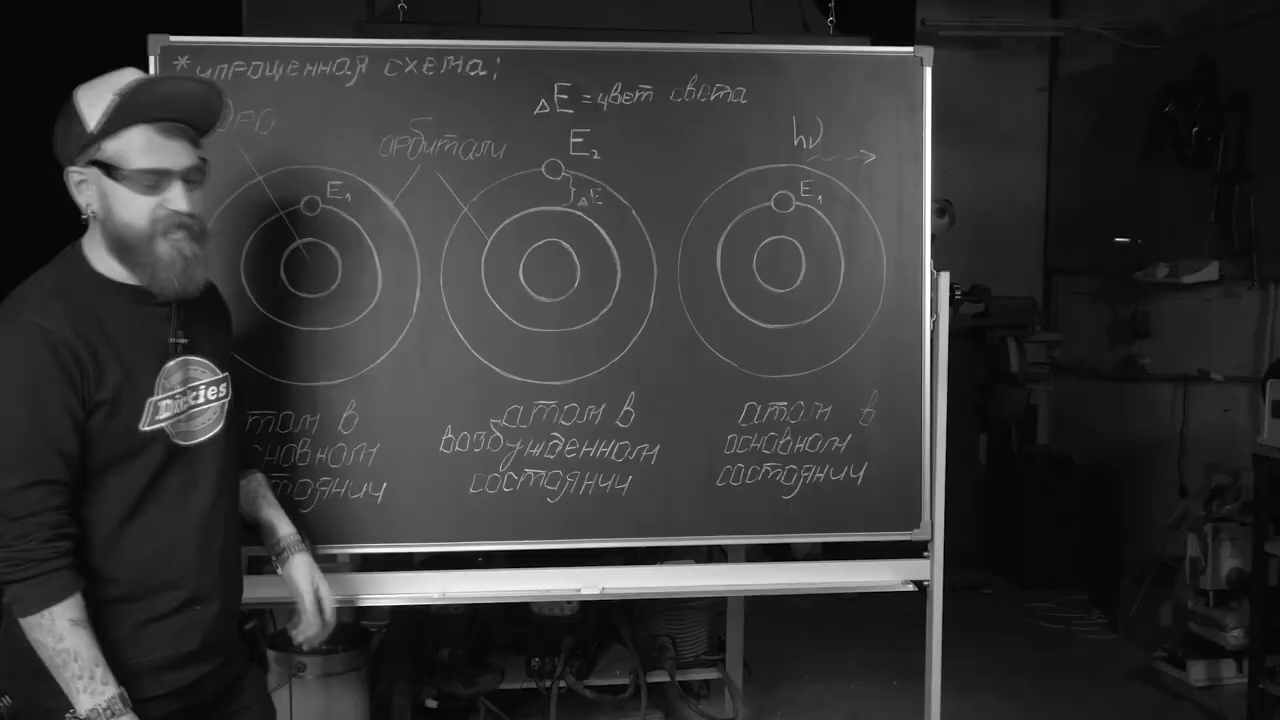 *упрощенная схема:
ΔE = цвет света
орбитали
E₂
hν
E₁
ΔE
E₁
Dickies
атом в
возбужденном
состоянии
атом в
основном
состоянии